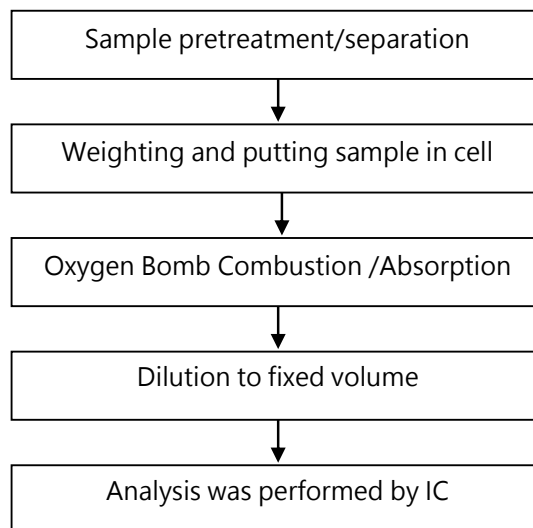 Sample pretreatment/separation
Weighting and putting sample in cell
Oxygen Bomb Combustion /Absorption
Dilution to fixed volume
Analysis was performed by IC